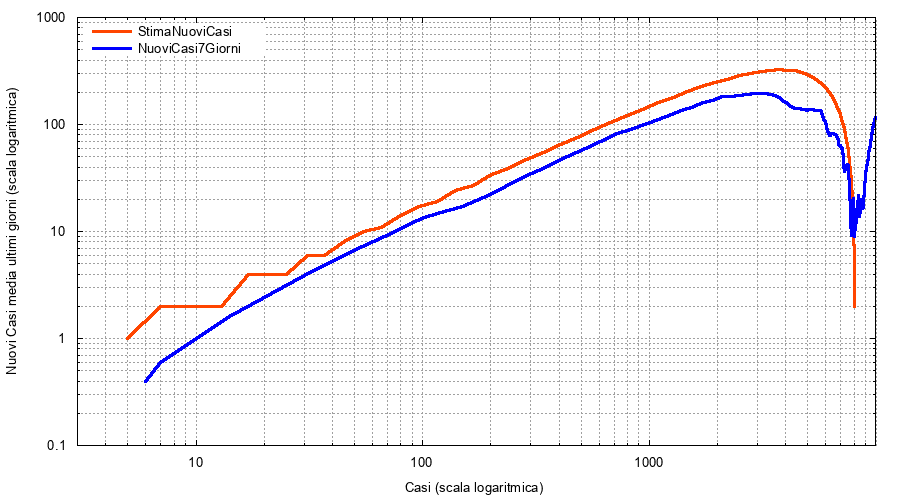 1000
100
10
1
0.1
StimaNuoviCasi
NuoviCasi7Giorni
Nuovi Casi media ultimi giorni (scala logaritmica)
10
100
1000
Casi (scala logaritmica)